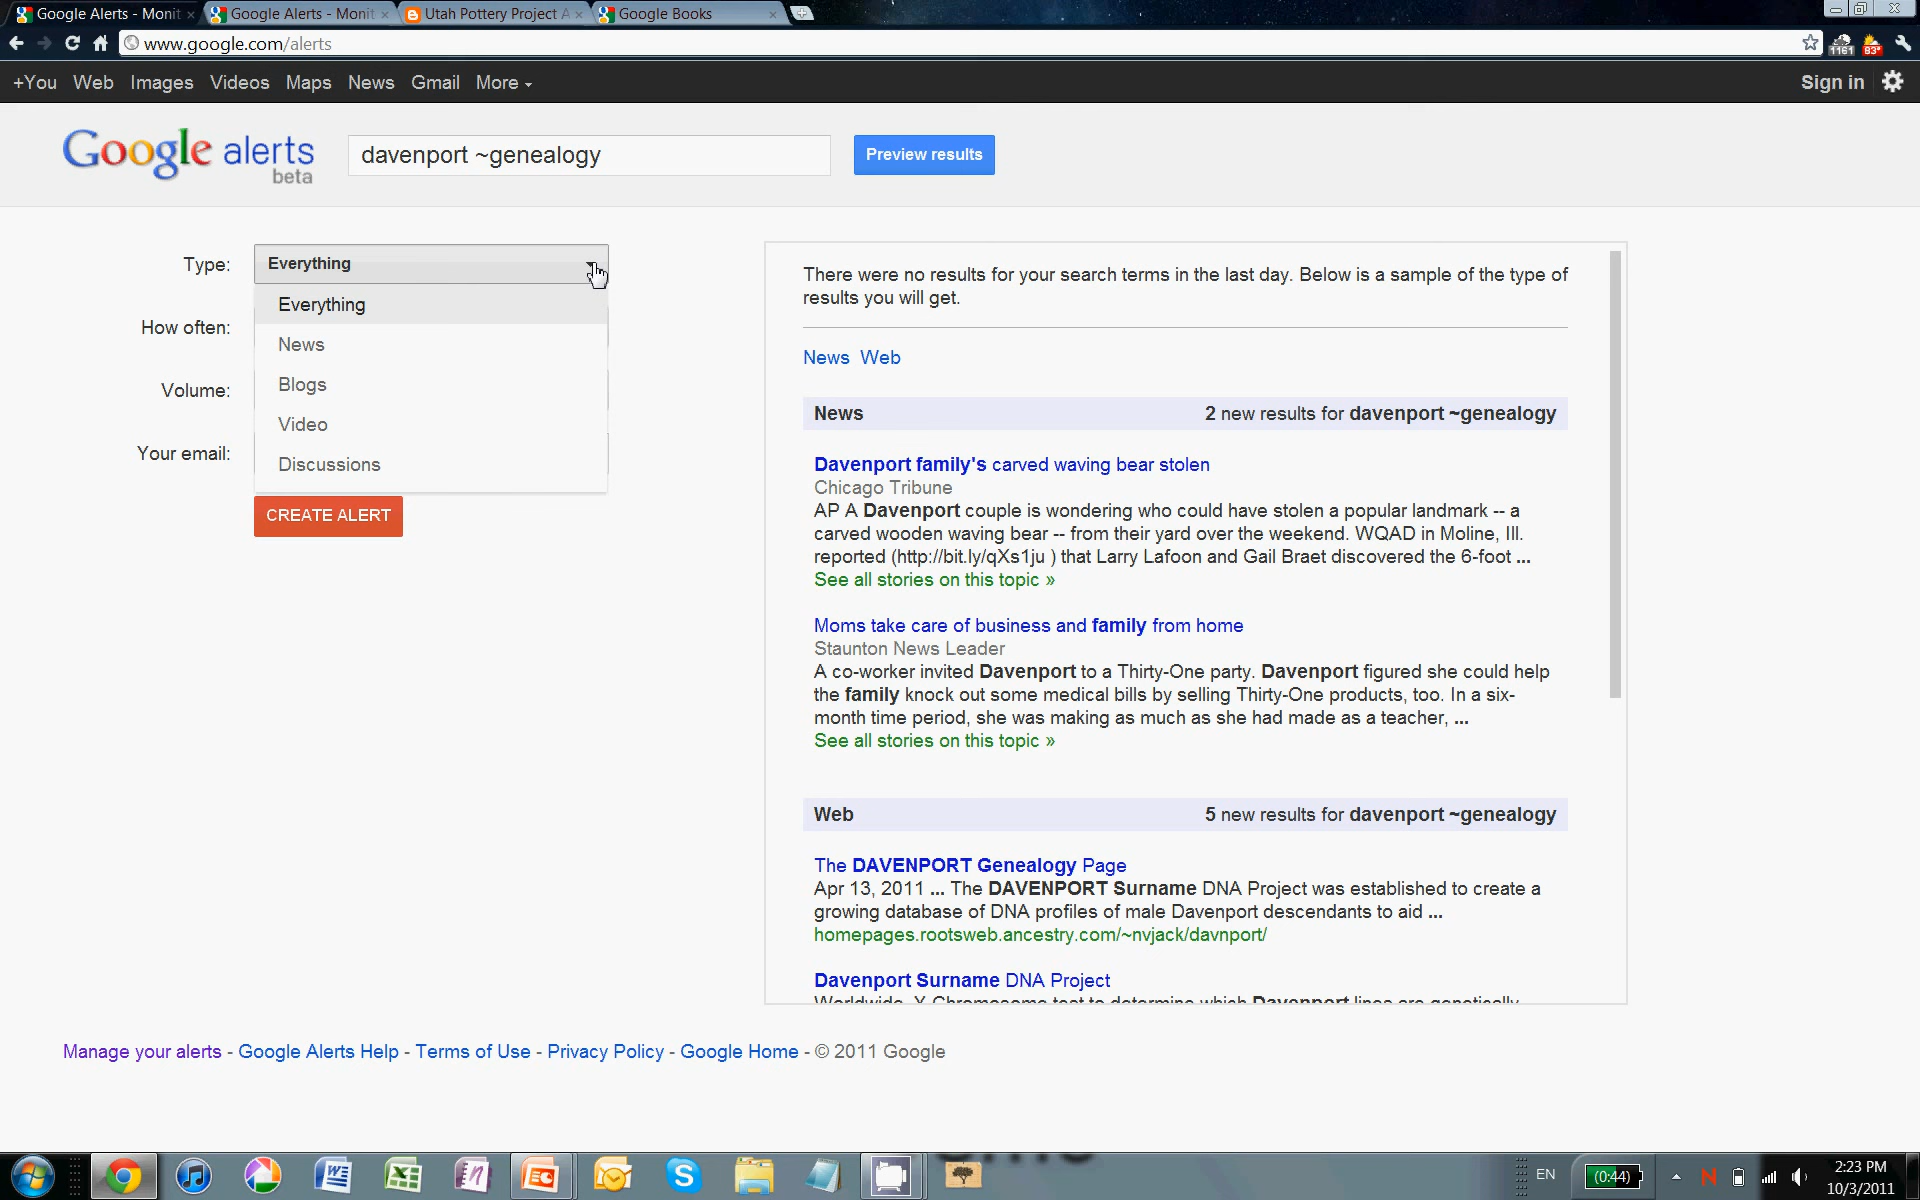 Google Alerts - Monit
Google Alerts - Monit
Utah Pottery Project A
Google Books
www.google.com/alerts
1161
83°
+You Web Images Videos Maps News Gmail More
Sign in
Google alerts
beta
davenport ~genealogy
Preview results
Type:
Everything
Everything
How often:
News
Blogs
Volume:
Video
Your email:
Discussions
CREATE ALERT
There were no results for your search terms in the last day. Below is a sample of the type of
results you will get.
News Web
News 2 new results for davenport ~genealogy
Davenport family's carved waving bear stolen
Chicago Tribune
AP A Davenport couple is wondering who could have stolen a popular landmark -- a
carved wooden waving bear -- from their yard over the weekend. WQAD in Moline, Ill.
reported (http://bit.ly/qXs1ju ) that Larry Lafoon and Gail Braet discovered the 6-foot ...
See all stories on this topic »
Moms take care of business and family from home
Staunton News Leader
A co-worker invited Davenport to a Thirty-One party. Davenport figured she could help
the family knock out some medical bills by selling Thirty-One products, too. In a six-
month time period, she was making as much as she had made as a teacher, ...
See all stories on this topic »
Web 5 new results for davenport ~genealogy
The DAVENPORT Genealogy Page
Apr 13, 2011 ... The DAVENPORT Surname DNA Project was established to create a
growing database of DNA profiles of male Davenport descendants to aid ...
homepages.rootsweb.ancestry.com/~nvjack/davnport/
Davenport Surname DNA Project
Worldwide. Y-Chromosome test to determine which Davenport lines are genetically
Manage your alerts - Google Alerts Help - Terms of Use - Privacy Policy - Google Home - © 2011 Google
EN
(0:44)
2:23 PM
10/3/2011